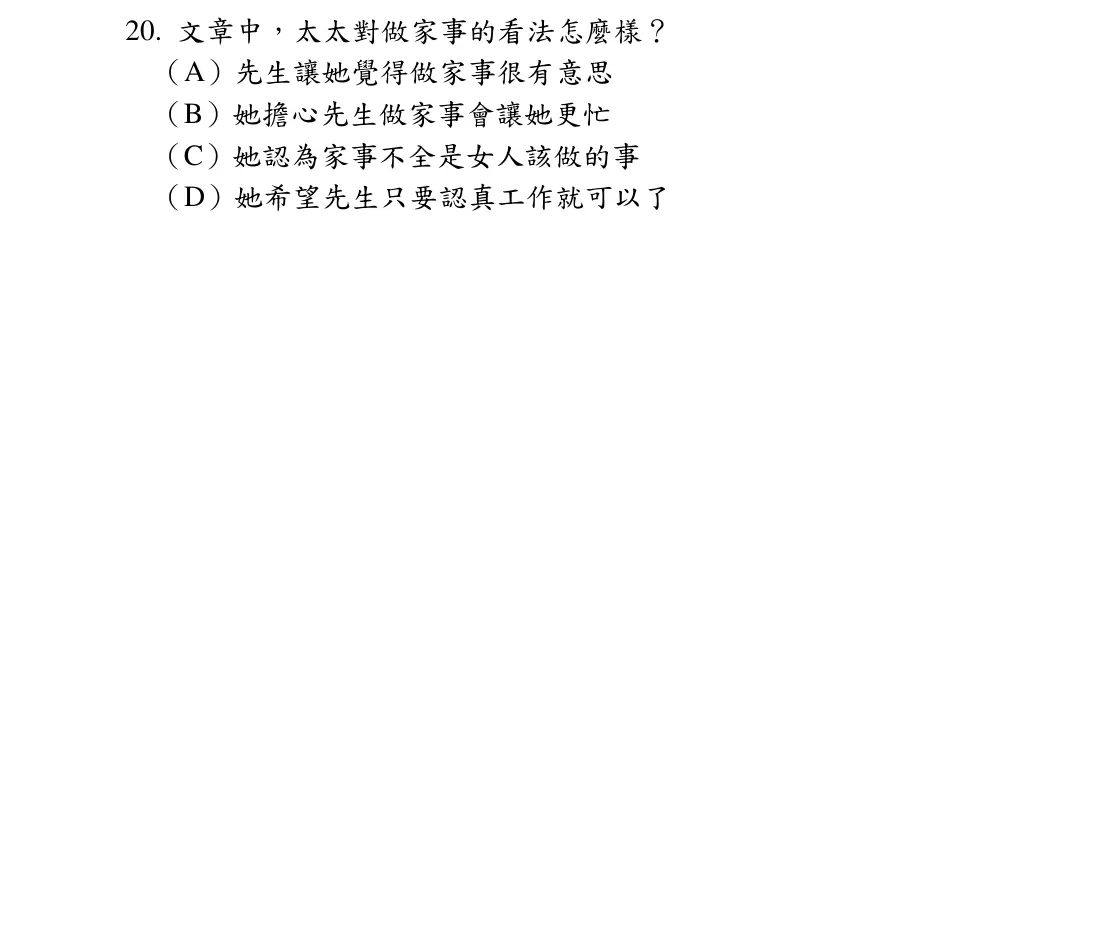 20. 文章中，太太對做家事的看法怎麼樣？
（A）先生讓她覺得做家事很有意思
（B）她擔心先生做家事會讓她更忙
（C）她認為家事不全是女人該做的事
（D）她希望先生只要認真工作就可以了